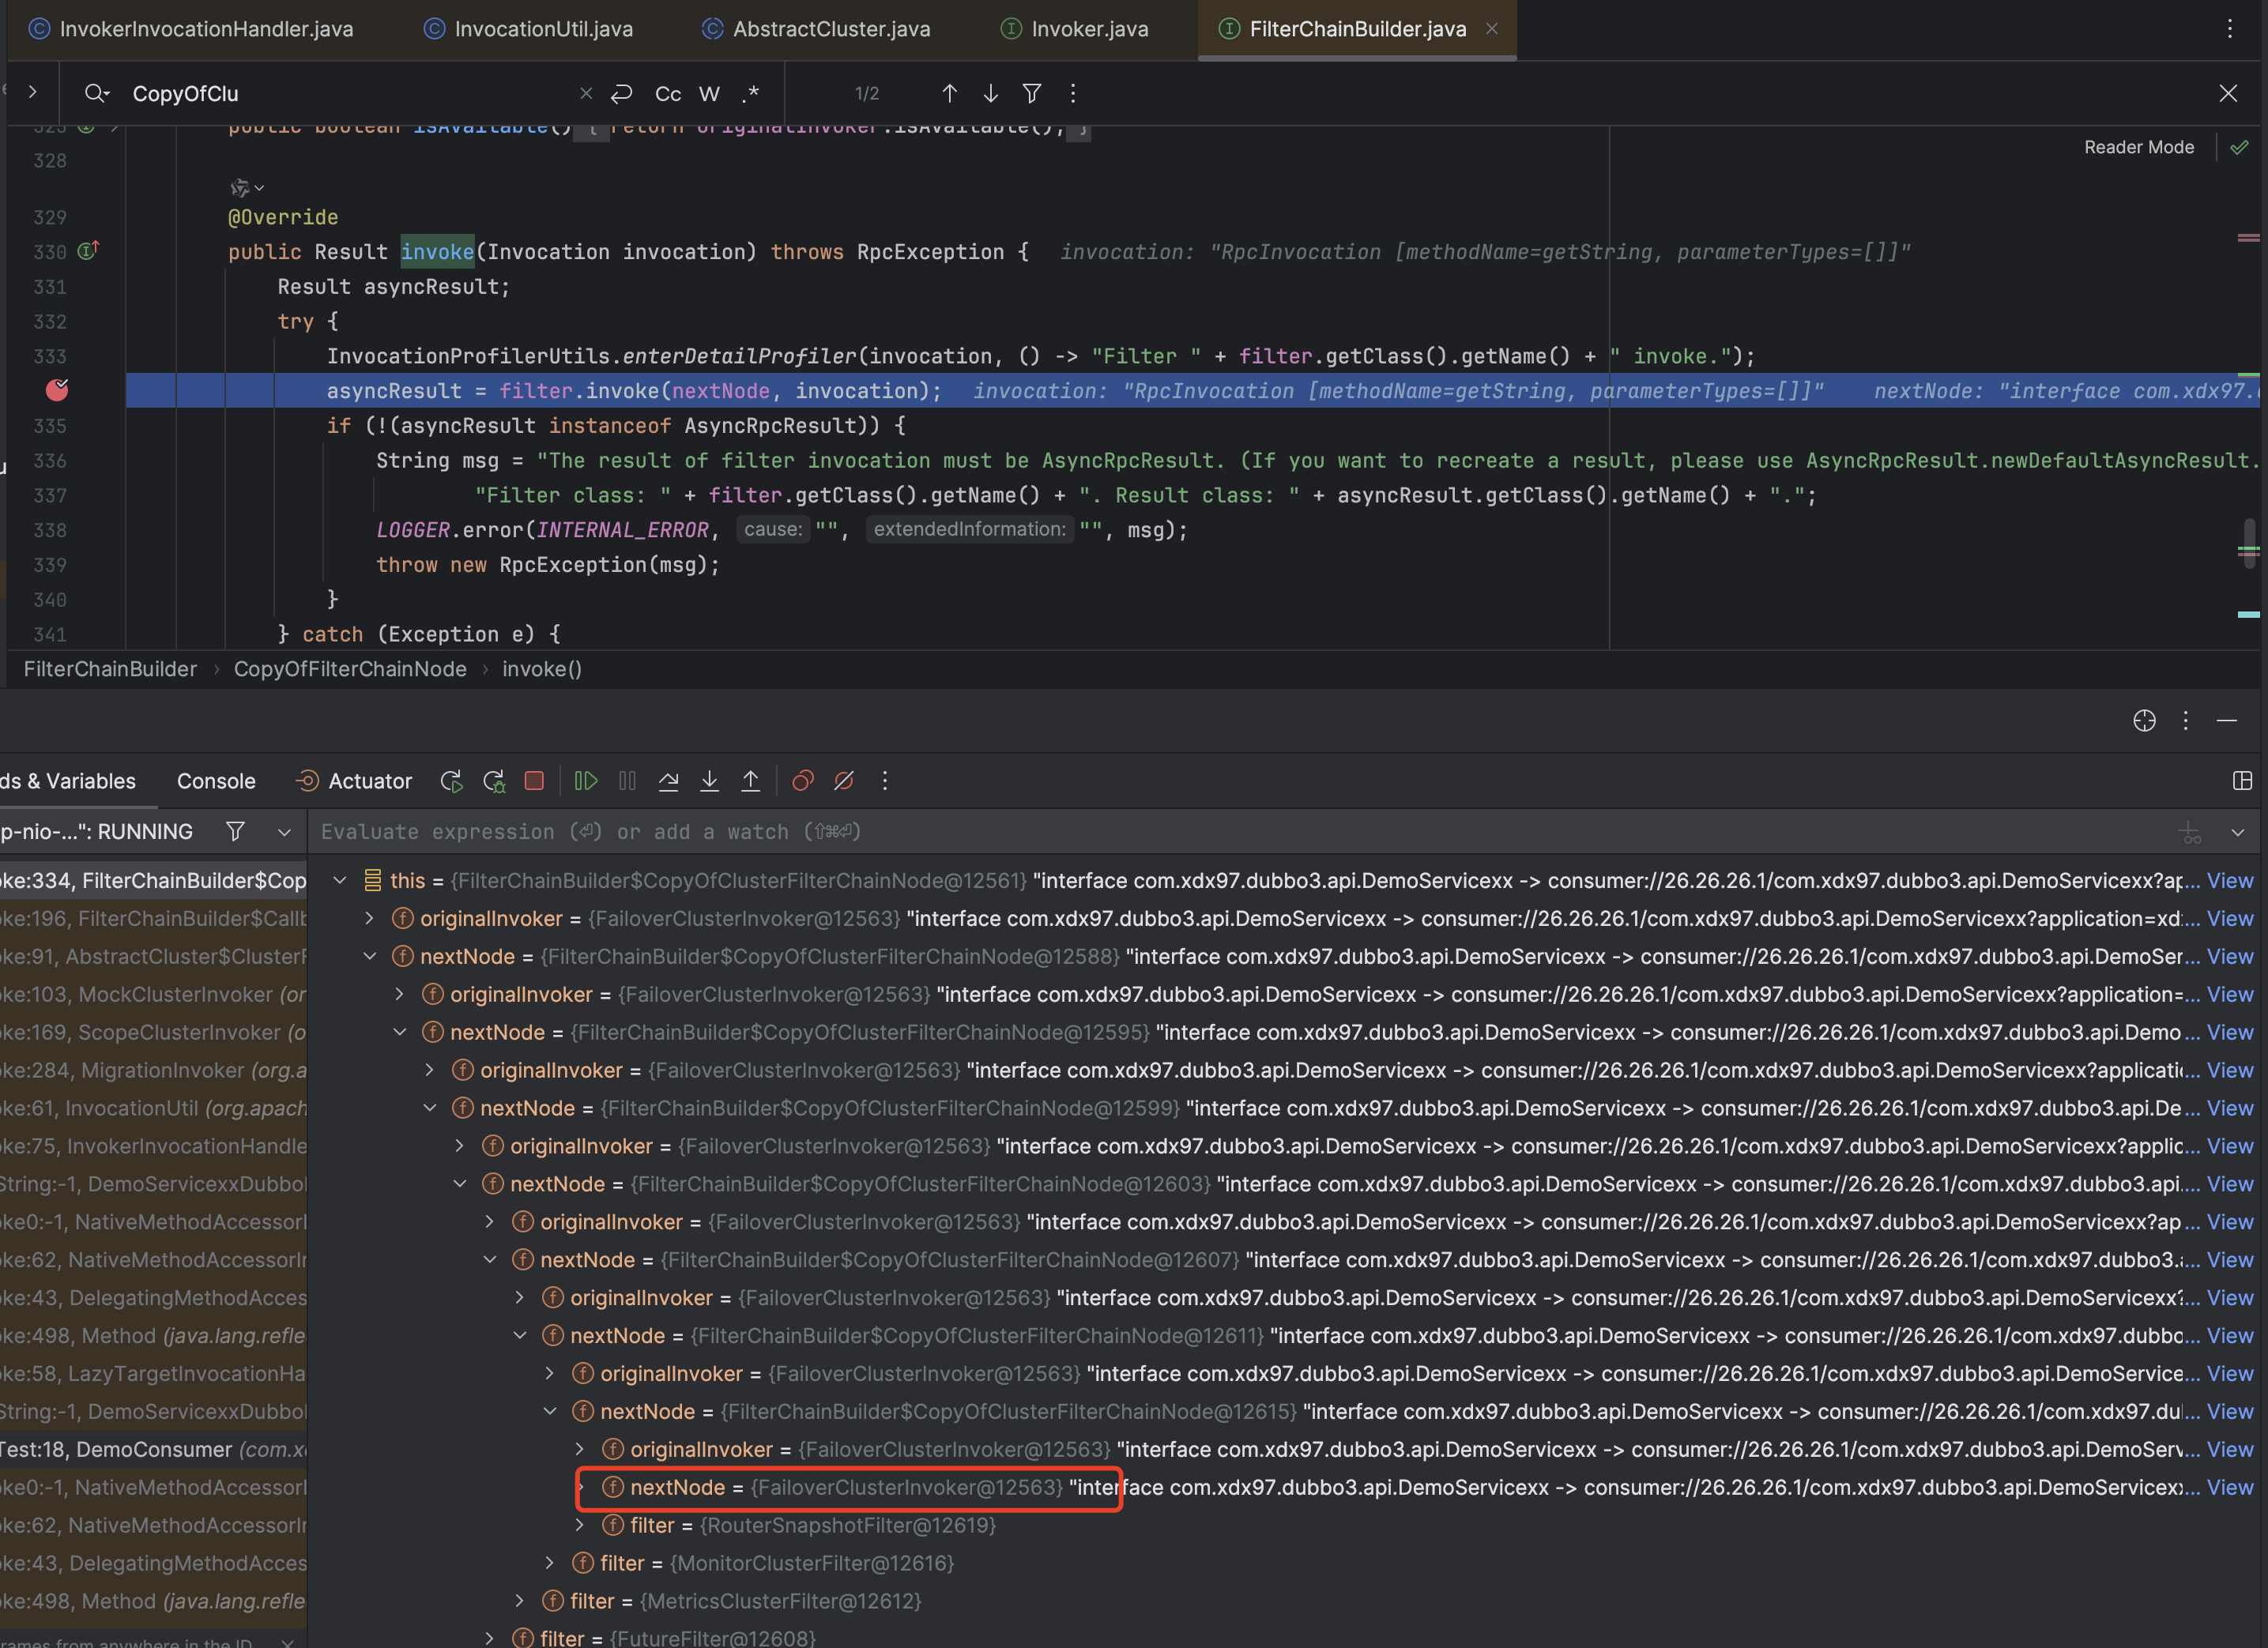 InvokerInvocationHandler.java InvocationUtil.java AbstractCluster.java Invoker.java FilterChainBuilder.java
CopyOfClu Cc W .* 1/2
325 public boolean isAvailable() { return originalInvoker.isAvailable(); }
Reader Mode
328
329 @Override
330 public Result invoke(Invocation invocation) throws RpcException { invocation: "RpcInvocation [methodName=getString, parameterTypes=[]]"
331 Result asyncResult;
332 try {
333 InvocationProfilerUtils.enterDetailProfiler(invocation, () -> "Filter " + filter.getClass().getName() + " invoke.");
asyncResult = filter.invoke(nextNode, invocation); invocation: "RpcInvocation [methodName=getString, parameterTypes=[]]" nextNode: "interface com.xdx97.
335 if (!(asyncResult instanceof AsyncRpcResult)) {
336 String msg = "The result of filter invocation must be AsyncRpcResult. (If you want to recreate a result, please use AsyncRpcResult.newDefaultAsyncResult.
337 "Filter class: " + filter.getClass().getName() + ". Result class: " + asyncResult.getClass().getName() + ".";
338 LOGGER.error(INTERNAL_ERROR, cause: "", extendedInformation: "", msg);
339 throw new RpcException(msg);
340 }
341 } catch (Exception e) {
FilterChainBuilder › CopyOfFilterChainNode › invoke()
ds & Variables Console Actuator
p-nio-...": RUNNING Evaluate expression (⏎) or add a watch (⇧⌘⏎)
oke:334, FilterChainBuilder$Cop this = {FilterChainBuilder$CopyOfClusterFilterChainNode@12561} "interface com.xdx97.dubbo3.api.DemoServicexx -> consumer://26.26.26.1/com.xdx97.dubbo3.api.DemoServicexx?ap... View
oke:196, FilterChainBuilder$Callb originalInvoker = {FailoverClusterInvoker@12563} "interface com.xdx97.dubbo3.api.DemoServicexx -> consumer://26.26.26.1/com.xdx97.dubbo3.api.DemoServicexx?application=xd... View
oke:91, AbstractCluster$ClusterF nextNode = {FilterChainBuilder$CopyOfClusterFilterChainNode@12588} "interface com.xdx97.dubbo3.api.DemoServicexx -> consumer://26.26.26.1/com.xdx97.dubbo3.api.DemoSer... View
oke:103, MockClusterInvoker (or originalInvoker = {FailoverClusterInvoker@12563} "interface com.xdx97.dubbo3.api.DemoServicexx -> consumer://26.26.26.1/com.xdx97.dubbo3.api.DemoServicexx?application=... View
oke:169, ScopeClusterInvoker (o nextNode = {FilterChainBuilder$CopyOfClusterFilterChainNode@12595} "interface com.xdx97.dubbo3.api.DemoServicexx -> consumer://26.26.26.1/com.xdx97.dubbo3.api.Demo... View
oke:284, MigrationInvoker (org.a originalInvoker = {FailoverClusterInvoker@12563} "interface com.xdx97.dubbo3.api.DemoServicexx -> consumer://26.26.26.1/com.xdx97.dubbo3.api.DemoServicexx?applicati... View
oke:61, InvocationUtil (org.apach nextNode = {FilterChainBuilder$CopyOfClusterFilterChainNode@12599} "interface com.xdx97.dubbo3.api.DemoServicexx -> consumer://26.26.26.1/com.xdx97.dubbo3.api.De... View
oke:75, InvokerInvocationHandle originalInvoker = {FailoverClusterInvoker@12563} "interface com.xdx97.dubbo3.api.DemoServicexx -> consumer://26.26.26.1/com.xdx97.dubbo3.api.DemoServicexx?applic... View
String:-1, DemoServicexxDubbo nextNode = {FilterChainBuilder$CopyOfClusterFilterChainNode@12603} "interface com.xdx97.dubbo3.api.DemoServicexx -> consumer://26.26.26.1/com.xdx97.dubbo3.api.... View
oke0:-1, NativeMethodAccessorI originalInvoker = {FailoverClusterInvoker@12563} "interface com.xdx97.dubbo3.api.DemoServicexx -> consumer://26.26.26.1/com.xdx97.dubbo3.api.DemoServicexx?ap... View
oke:62, NativeMethodAccessorIr nextNode = {FilterChainBuilder$CopyOfClusterFilterChainNode@12607} "interface com.xdx97.dubbo3.api.DemoServicexx -> consumer://26.26.26.1/com.xdx97.dubbo3.a... View
oke:43, DelegatingMethodAcces originalInvoker = {FailoverClusterInvoker@12563} "interface com.xdx97.dubbo3.api.DemoServicexx -> consumer://26.26.26.1/com.xdx97.dubbo3.api.DemoServicexx?... View
oke:498, Method (java.lang.refle nextNode = {FilterChainBuilder$CopyOfClusterFilterChainNode@12611} "interface com.xdx97.dubbo3.api.DemoServicexx -> consumer://26.26.26.1/com.xdx97.dubbo... View
oke:58, LazyTargetInvocationHa originalInvoker = {FailoverClusterInvoker@12563} "interface com.xdx97.dubbo3.api.DemoServicexx -> consumer://26.26.26.1/com.xdx97.dubbo3.api.DemoService... View
String:-1, DemoServicexxDubbo nextNode = {FilterChainBuilder$CopyOfClusterFilterChainNode@12615} "interface com.xdx97.dubbo3.api.DemoServicexx -> consumer://26.26.26.1/com.xdx97.du... View
Test:18, DemoConsumer (com.x originalInvoker = {FailoverClusterInvoker@12563} "interface com.xdx97.dubbo3.api.DemoServicexx -> consumer://26.26.26.1/com.xdx97.dubbo3.api.DemoServ... View
oke0:-1, NativeMethodAccessorI nextNode = {FailoverClusterInvoker@12563} "interface com.xdx97.dubbo3.api.DemoServicexx -> consumer://26.26.26.1/com.xdx97.dubbo3.api.DemoServicex... View
oke:62, NativeMethodAccessorIr filter = {RouterSnapshotFilter@12619}
oke:43, DelegatingMethodAcces filter = {MonitorClusterFilter@12616}
oke:498, Method (java.lang.refle filter = {MetricsClusterFilter@12612}
rames from anywhere in the ID filter = {FutureFilter@12608}